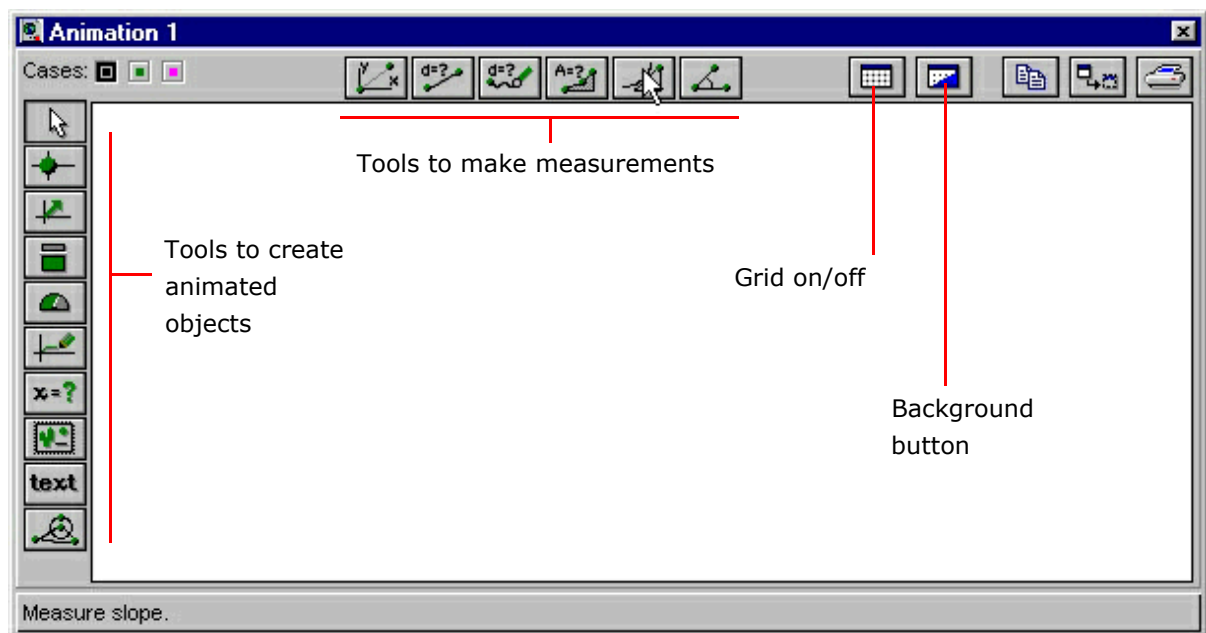 Animation 1
Cases:
y x d=? d=? A=?
Tools to make measurements
Tools to create
animated
objects
Grid on/off
Background
button
x=?
text
Measure slope.